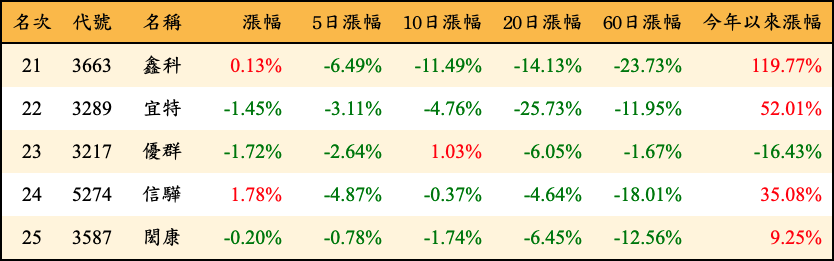 名次 代號 名稱 漲幅 5日漲幅 10日漲幅 20日漲幅 60日漲幅 今年以來漲幅
21 3663 鑫科 0.13% -6.49% -11.49% -14.13% -23.73% 119.77%
22 3289 宜特 -1.45% -3.11% -4.76% -25.73% -11.95% 52.01%
23 3217 優群 -1.72% -2.64% 1.03% -6.05% -1.67% -16.43%
24 5274 信驊 1.78% -4.87% -0.37% -4.64% -18.01% 35.08%
25 3587 閎康 -0.20% -0.78% -1.74% -6.45% -12.56% 9.25%